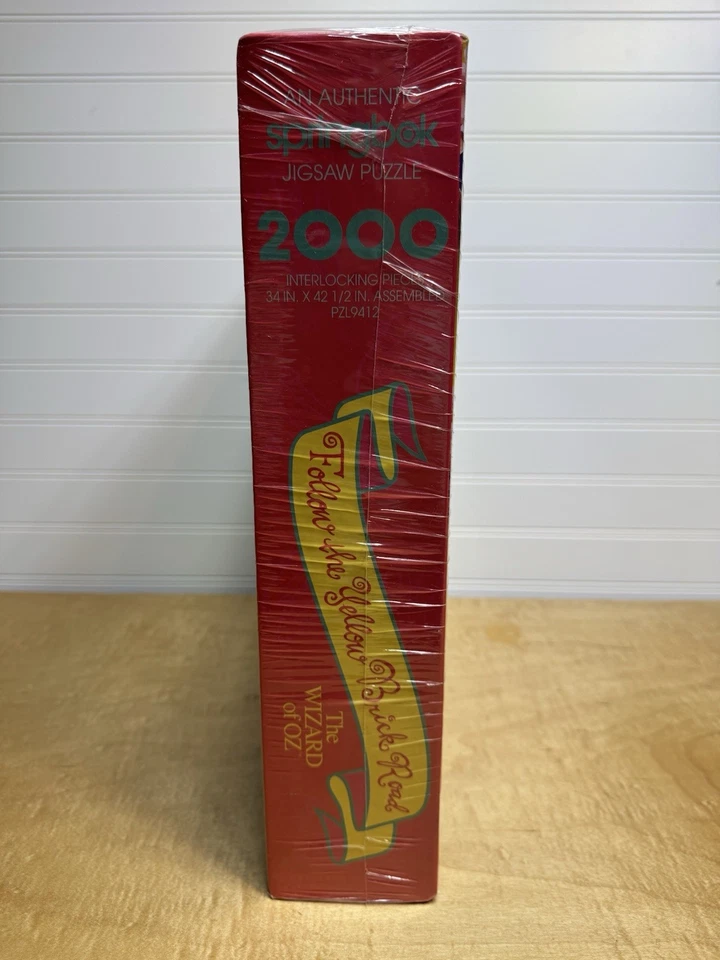 AN AUTHENTIC
springbok
JIGSAW PUZZLE
2000
INTERLOCKING PIECES
34 IN. X 42 1/2 IN. ASSEMBLED
PZL9412
Follow the Yellow Brick Road
The
WIZARD
of OZ